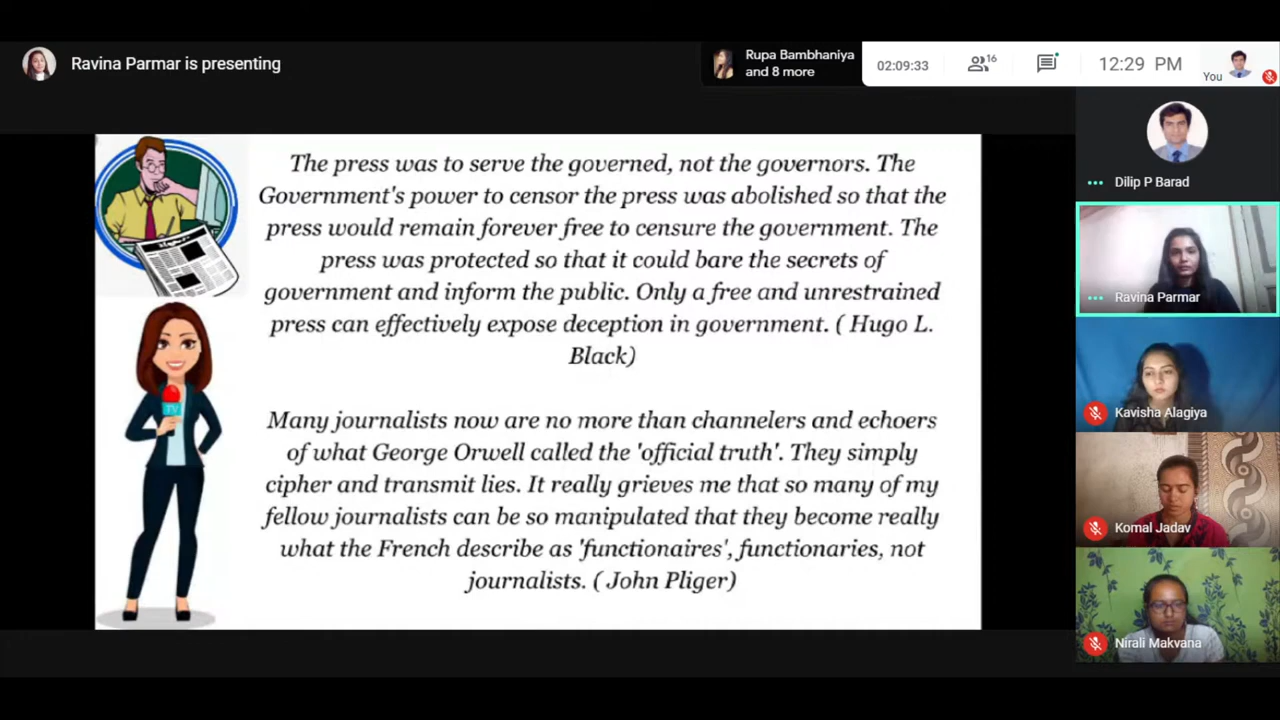 Ravina Parmar is presenting
Rupa Bambhaniya
and 8 more
02:09:33
16
12:29 PM
You
The press was to serve the governed, not the governors. The
Government's power to censor the press was abolished so that the
press would remain forever free to censure the government. The
press was protected so that it could bare the secrets of
government and inform the public. Only a free and unrestrained
press can effectively expose deception in government. ( Hugo L.
Black)
TV
Many journalists now are no more than channelers and echoers
of what George Orwell called the 'official truth'. They simply
cipher and transmit lies. It really grieves me that so many of my
fellow journalists can be so manipulated that they become really
what the French describe as 'functionaires', functionaries, not
journalists. ( John Pliger)
Dilip P Barad
Ravina Parmar
Kavisha Alagiya
Komal Jadav
Nirali Makvana